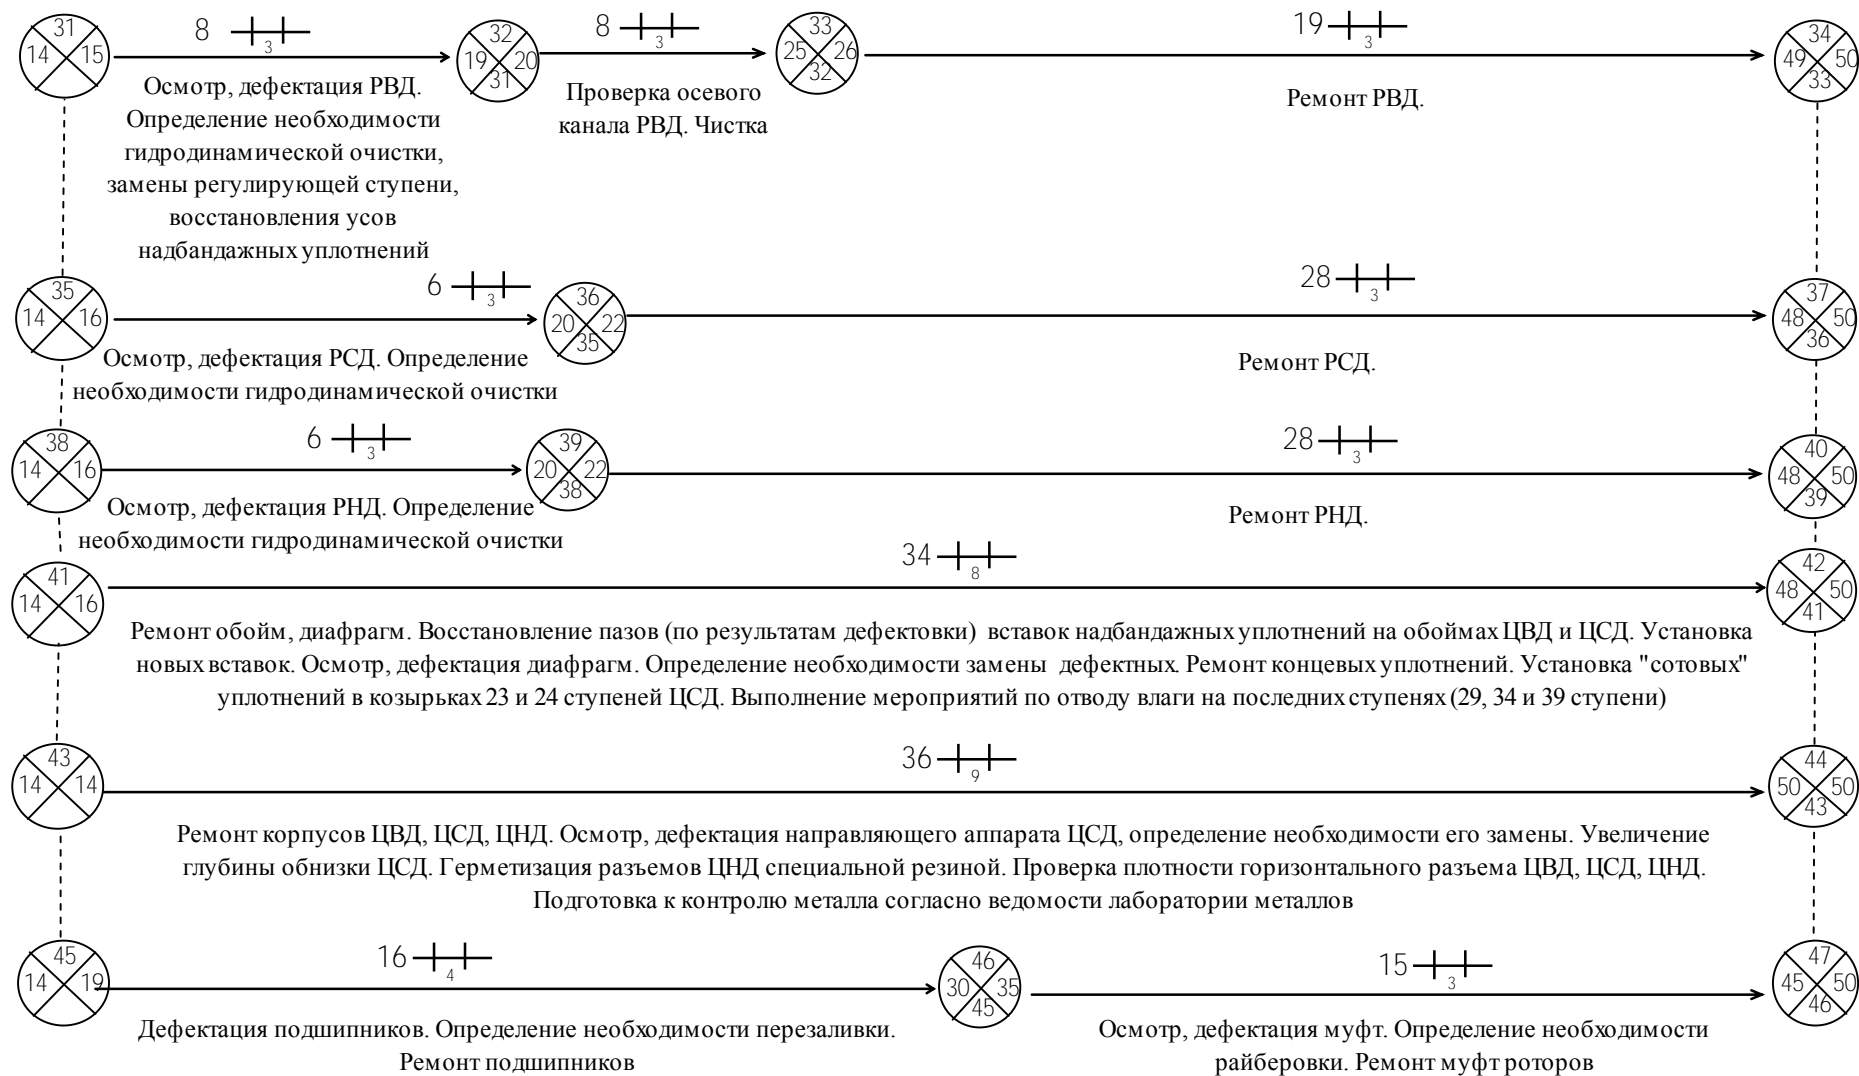 31
14 15
8
3
32
19 20
31
8
3
33
25 26
32
19
3
34
49 50
33
Осмотр, дефектация РВД.
Определение необходимости
гидродинамической очистки,
замены регулирующей ступени,
восстановления усов
надбандажных уплотнений
Проверка осевого
канала РВД. Чистка
Ремонт РВД.
35
14 16
6
3
36
20 22
35
28
3
37
48 50
36
Осмотр, дефектация РСД. Определение
необходимости гидродинамической очистки
Ремонт РСД.
38
14 16
6
3
39
20 22
38
28
3
40
48 50
39
Осмотр, дефектация РНД. Определение
необходимости гидродинамической очистки
Ремонт РНД.
41
14 16
34
8
42
48 50
41
Ремонт обойм, диафрагм. Восстановление пазов (по результатам дефектовки) вставок надбандажных уплотнений на обоймах ЦВД и ЦСД. Установка
новых вставок. Осмотр, дефектация диафрагм. Определение необходимости замены дефектных. Ремонт концевых уплотнений. Установка "сотовых"
уплотнений в козырьках 23 и 24 ступеней ЦСД. Выполнение мероприятий по отводу влаги на последних ступенях (29, 34 и 39 ступени)
43
14 14
36
9
44
50 50
43
Ремонт корпусов ЦВД, ЦСД, ЦНД. Осмотр, дефектация направляющего аппарата ЦСД, определение необходимости его замены. Увеличение
глубины обнизки ЦСД. Герметизация разъемов ЦНД специальной резиной. Проверка плотности горизонтального разъема ЦВД, ЦСД, ЦНД.
Подготовка к контролю металла согласно ведомости лаборатории металлов
45
14 19
16
4
46
30 35
45
15
3
47
45 50
46
Дефектация подшипников. Определение необходимости перезаливки.
Ремонт подшипников
Осмотр, дефектация муфт. Определение необходимости
райберовки. Ремонт муфт роторов